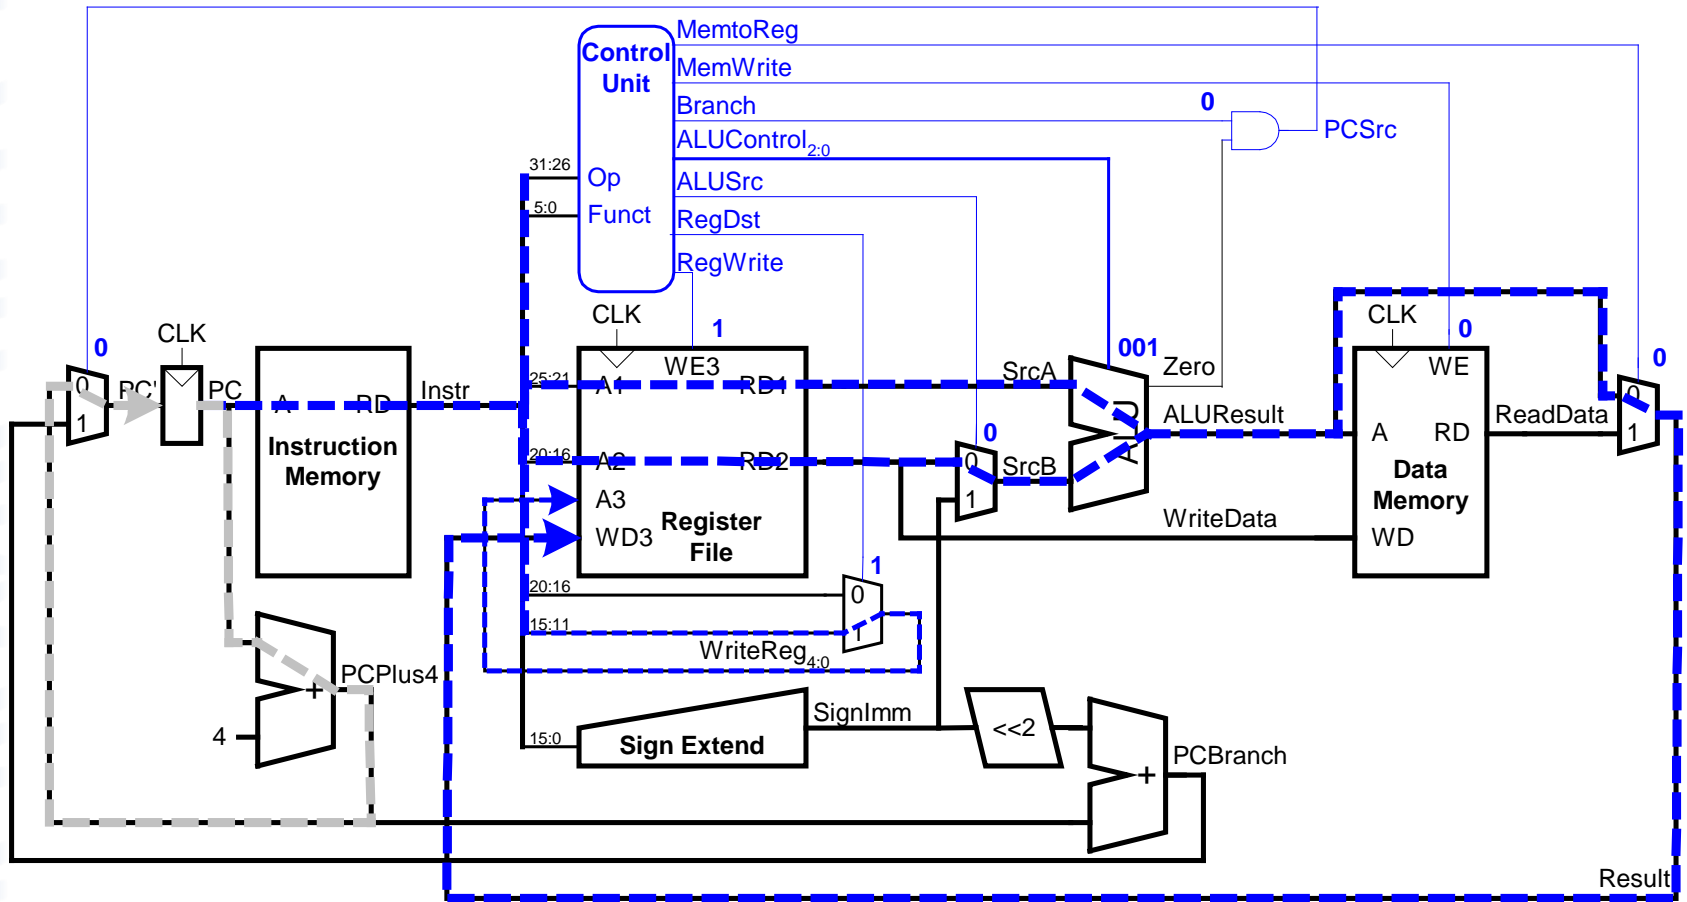 MemtoReg
Control
Unit
MemWrite
Branch
0
PCSrc
ALUControl2:0
31:26
Op
ALUSrc
5:0
Funct
RegDst
RegWrite
CLK
CLK
CLK
0
1
001
0
0
WE3
Zero
WE
0
PC'
PC
Instr
25:21
A1
RD1
SrcA
0
1
A
RD
ALU
ALUResult
A
RD
ReadData
0
1
Instruction
Memory
20:16
A2
RD2
0
0
1
SrcB
Data
Memory
A3
Register
File
WD3
WriteData
WD
1
20:16
0
15:11
1
WriteReg4:0
PCPlus4
+
4
SignImm
15:0
Sign Extend
<<2
PCBranch
+
Result